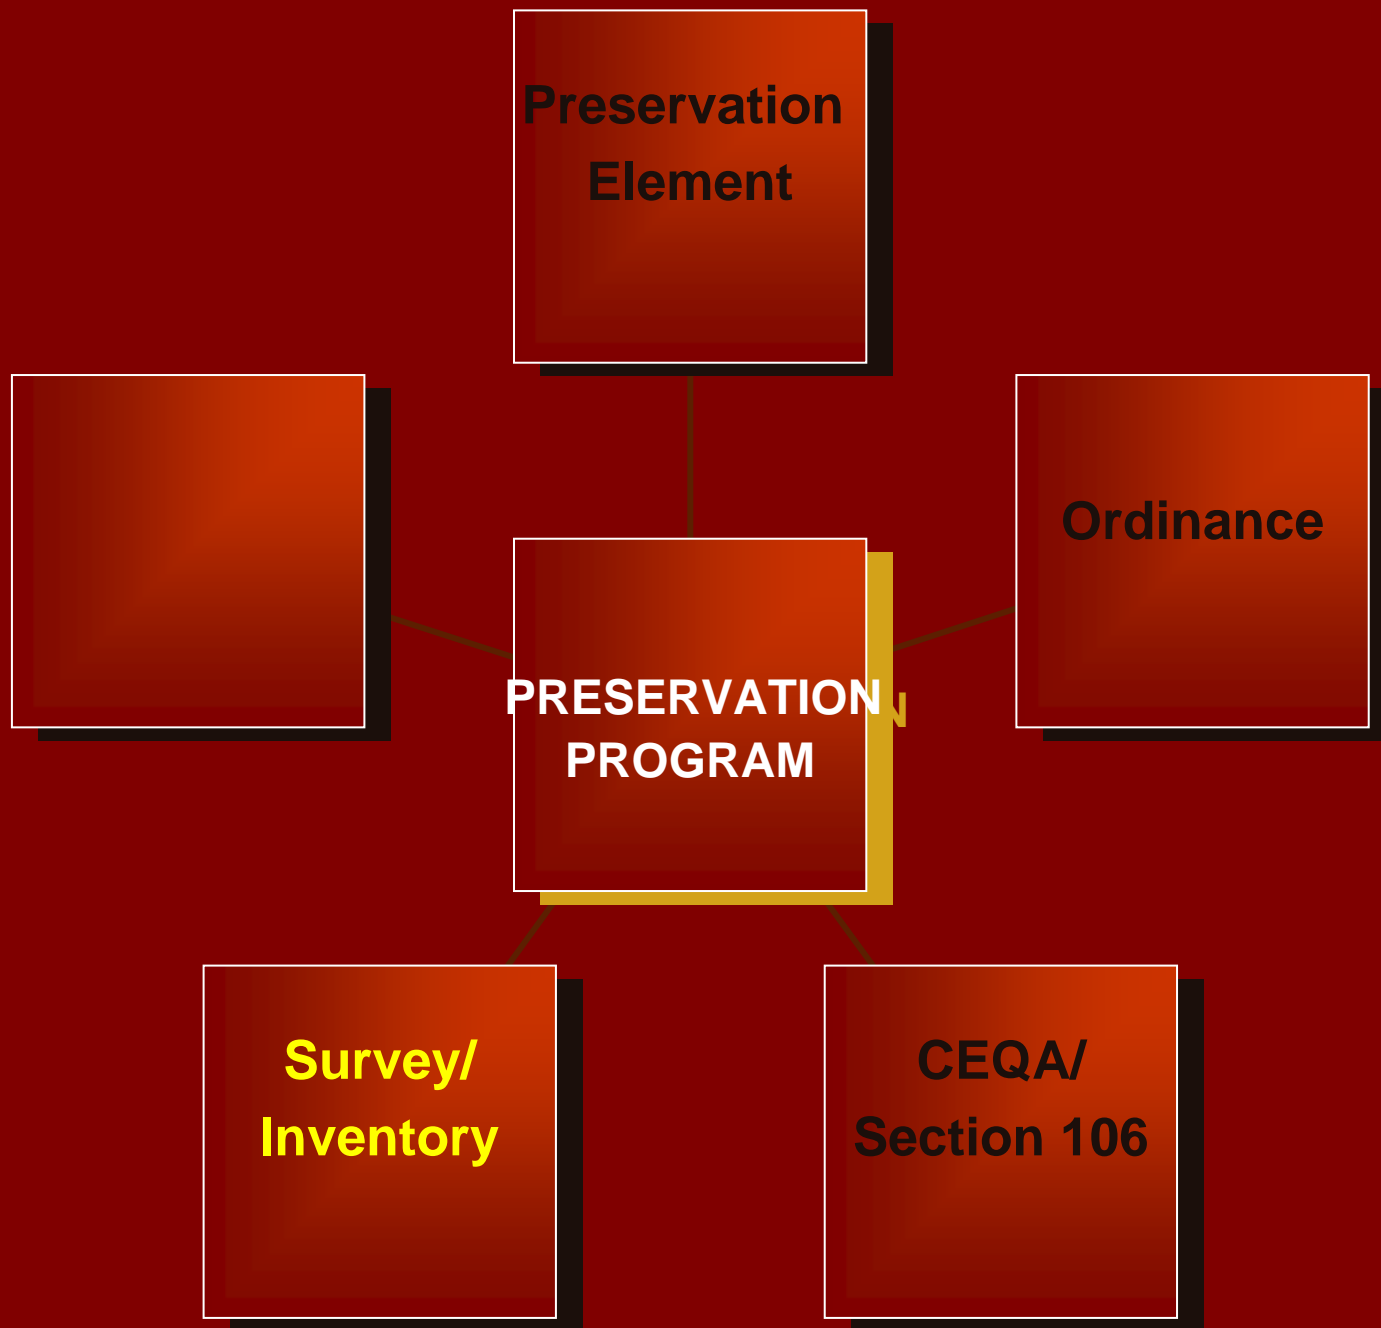 Preservation
Element
Ordinance
PRESERVATION
PROGRAM
Survey/
Inventory
CEQA/
Section 106